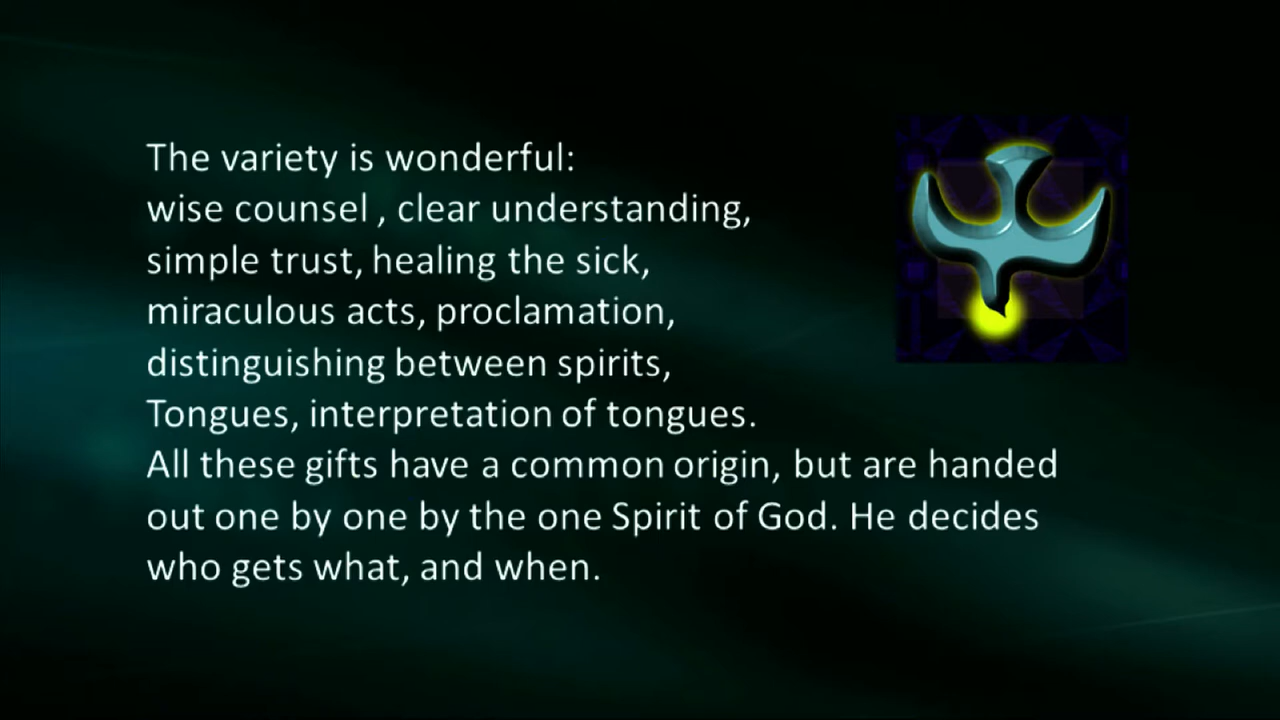 The variety is wonderful:
wise counsel , clear understanding,
simple trust, healing the sick,
miraculous acts, proclamation,
distinguishing between spirits,
Tongues, interpretation of tongues.
All these gifts have a common origin, but are handed
out one by one by the one Spirit of God. He decides
who gets what, and when.